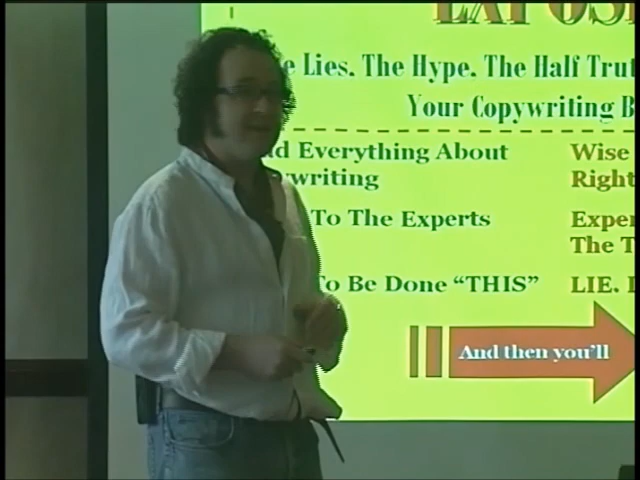 EXPOS
e Lies. The Hype. The Half Trut
Your Copywriting B
d Everything About
ywriting
Wise
Right
To The Experts
Exper
The T
To Be Done “THIS”
LIE.
And then you'll